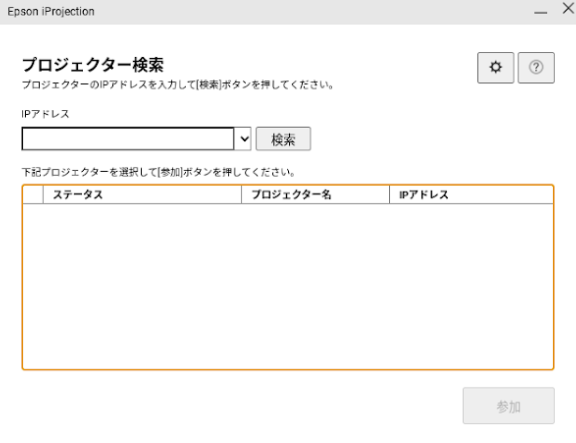 Epson iProjection
プロジェクター検索
プロジェクターのIPアドレスを入力して[検索]ボタンを押してください。
IPアドレス
検索
下記プロジェクターを選択して[参加]ボタンを押してください。
ステータス プロジェクター名 IPアドレス
参加